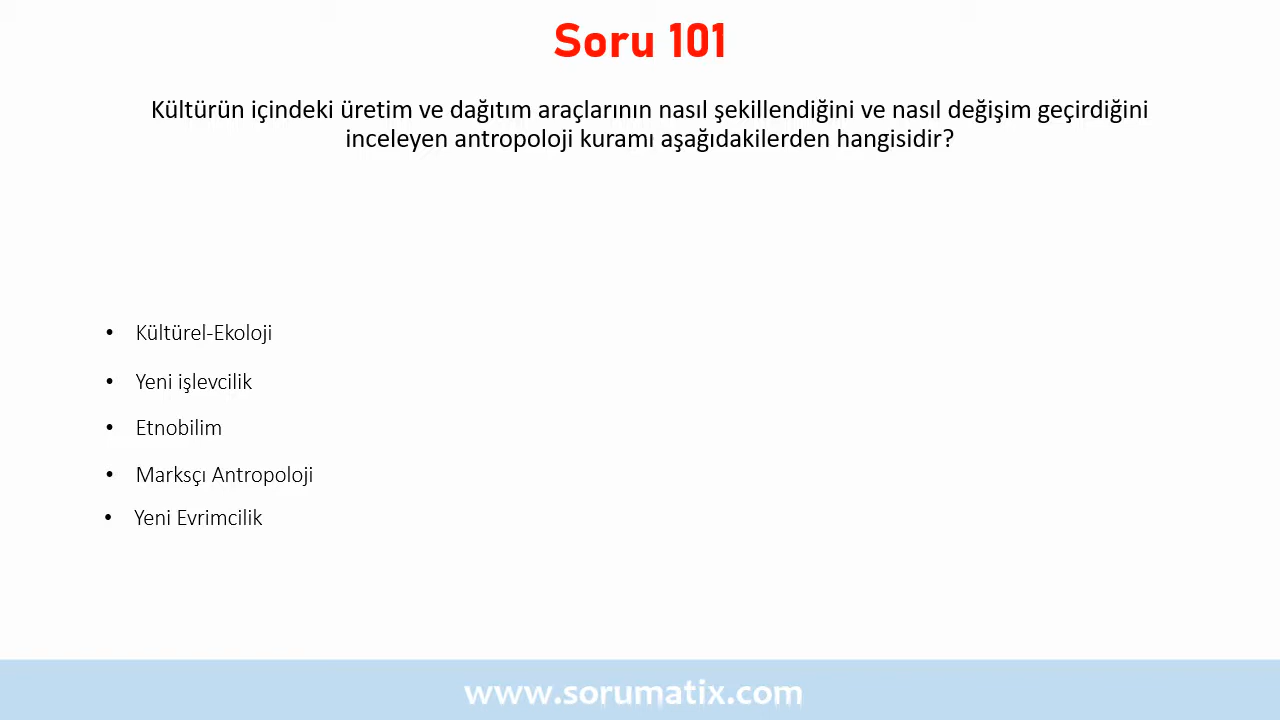 Soru 101
Kültürün içindeki üretim ve dağıtım araçlarının nasıl şekillendiğini ve nasıl değişim geçirdiğini
inceleyen antropoloji kuramı aşağıdakilerden hangisidir?
• Kültürel-Ekoloji
• Yeni işlevcilik
• Etnobilim
• Marksçı Antropoloji
• Yeni Evrimcilik
www.sorumatix.com